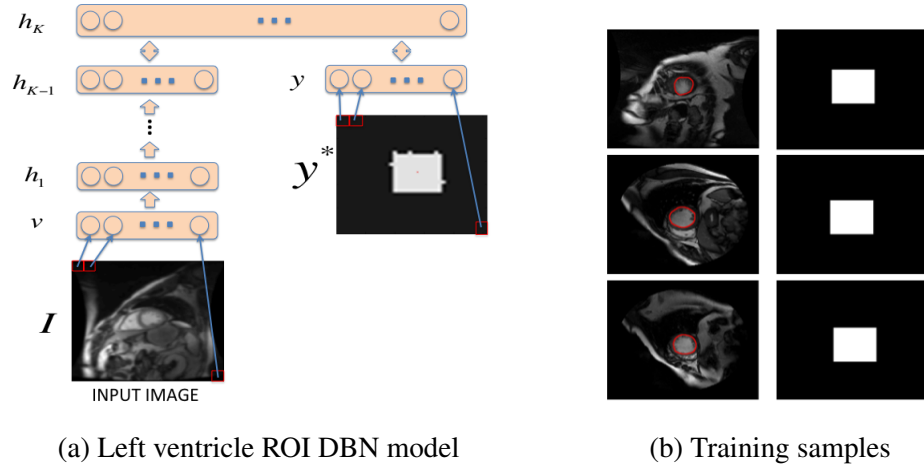 h_K
h_{K-1}
y
h_1
v
y*
I
INPUT IMAGE
(a) Left ventricle ROI DBN model
(b) Training samples